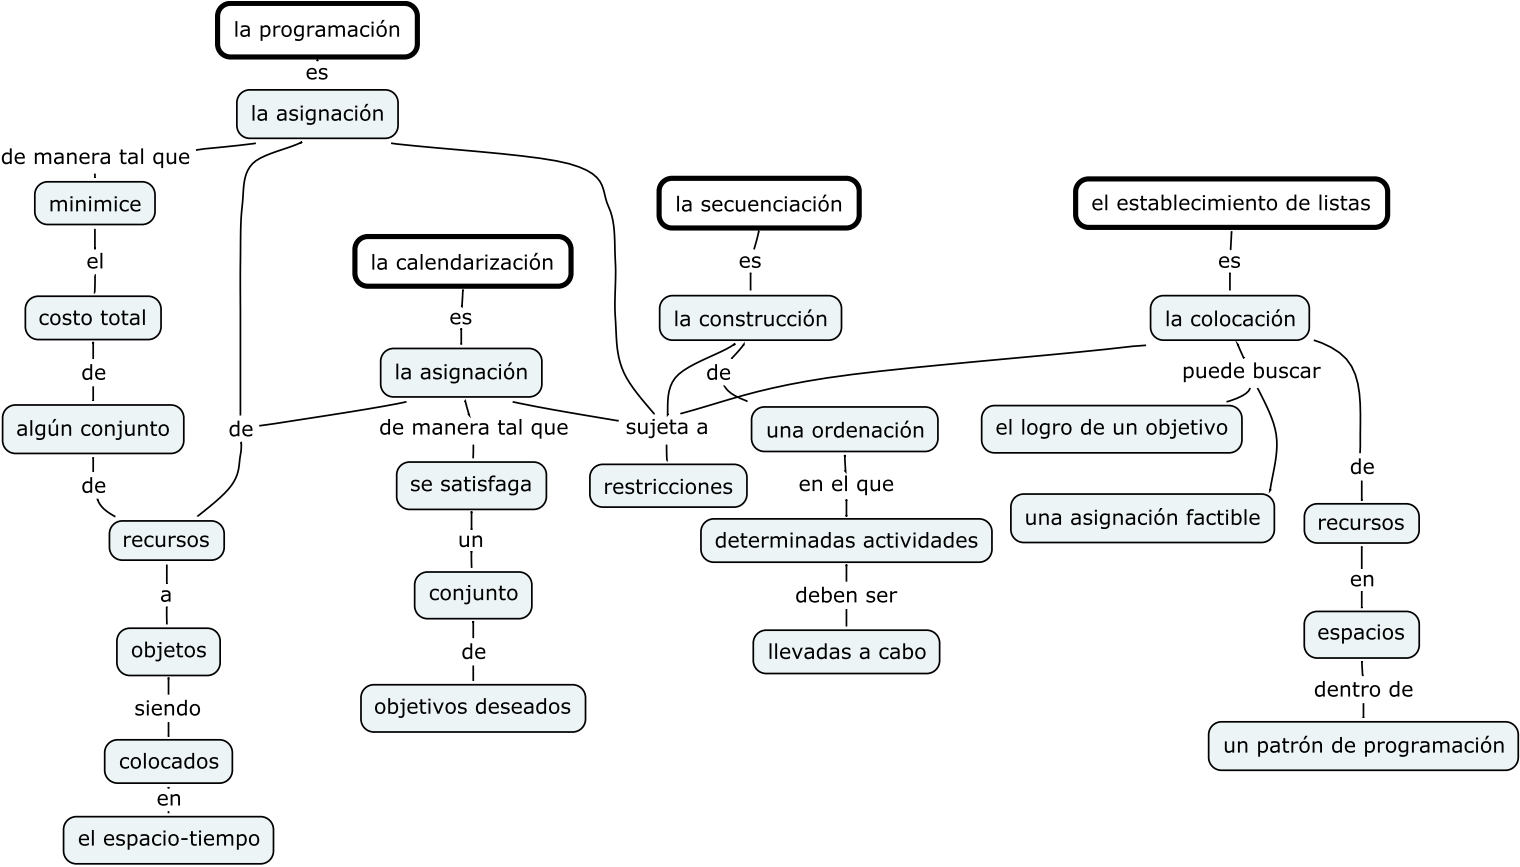 la programación
es
la asignación
de manera tal que
minimice
el
costo total
de
algún conjunto
de
recursos
a
objetos
siendo
colocados
en
el espacio-tiempo
de
la calendarización
es
la asignación
de manera tal que
se satisfaga
un
conjunto
de
objetivos deseados
sujeta a
restricciones
la secuenciación
es
la construcción
de
una ordenación
en el que
determinadas actividades
deben ser
llevadas a cabo
el establecimiento de listas
es
la colocación
puede buscar
el logro de un objetivo
una asignación factible
de
recursos
en
espacios
dentro de
un patrón de programación